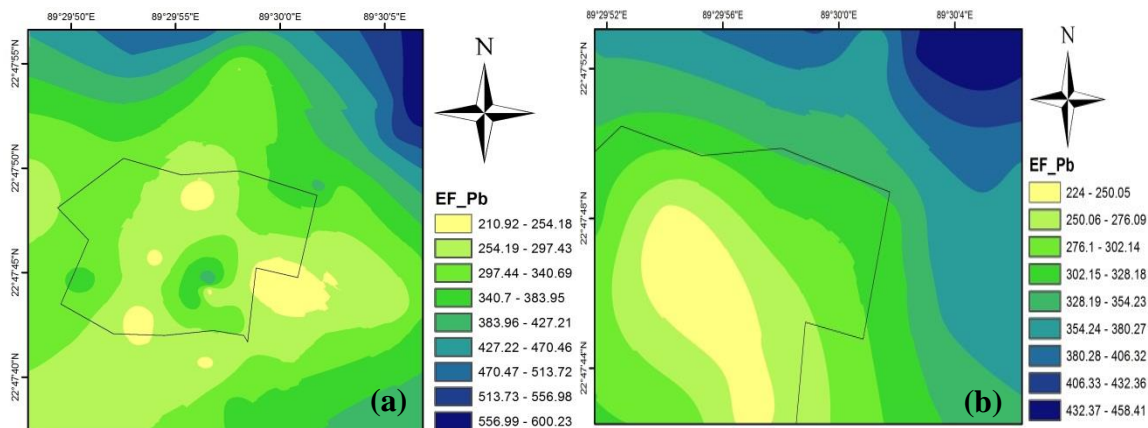 89°29'50"E 89°29'55"E 89°30'0"E 89°30'5"E
22°47'55"N
22°47'50"N
22°47'45"N
22°47'40"N
N
EF_Pb
210.92 - 254.18
254.19 - 297.43
297.44 - 340.69
340.7 - 383.95
383.96 - 427.21
427.22 - 470.46
470.47 - 513.72
513.73 - 556.98
556.99 - 600.23
(a)
89°29'52"E 89°29'56"E 89°30'0"E 89°30'4"E
22°47'52"N
22°47'48"N
22°47'44"N
N
EF_Pb
224 - 250.05
250.06 - 276.09
276.1 - 302.14
302.15 - 328.18
328.19 - 354.23
354.24 - 380.27
380.28 - 406.32
406.33 - 432.36
432.37 - 458.41
(b)